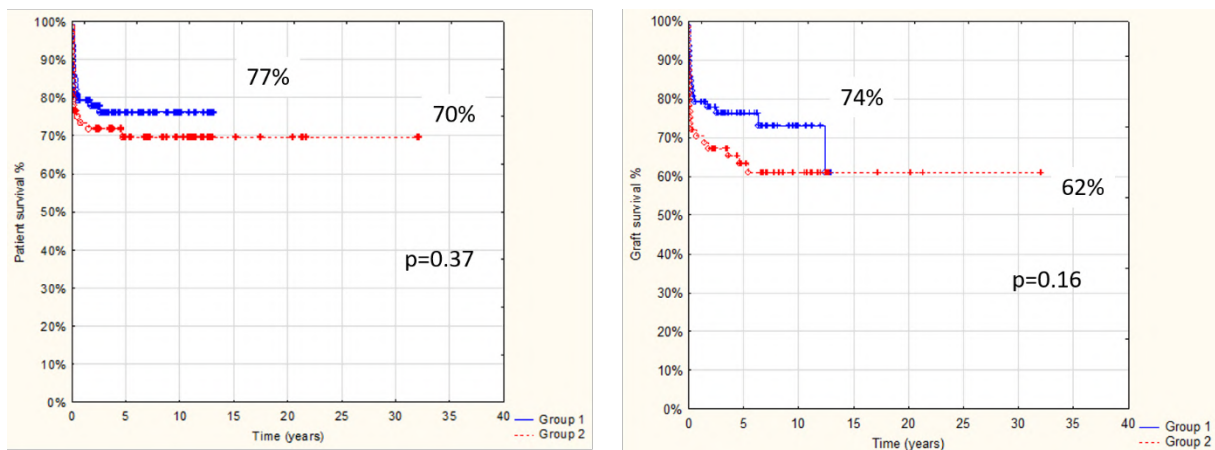 100%
90%
80%
70%
60%
50%
40%
30%
20%
10%
0%
Patient survival %
77%
70%
p=0.37
0 5 10 15 20 25 30 35 40
Time (years)
Group 1
Group 2
100%
90%
80%
70%
60%
50%
40%
30%
20%
10%
0%
Graft survival %
74%
62%
p=0.16
0 5 10 15 20 25 30 35 40
Time (years)
Group 1
Group 2